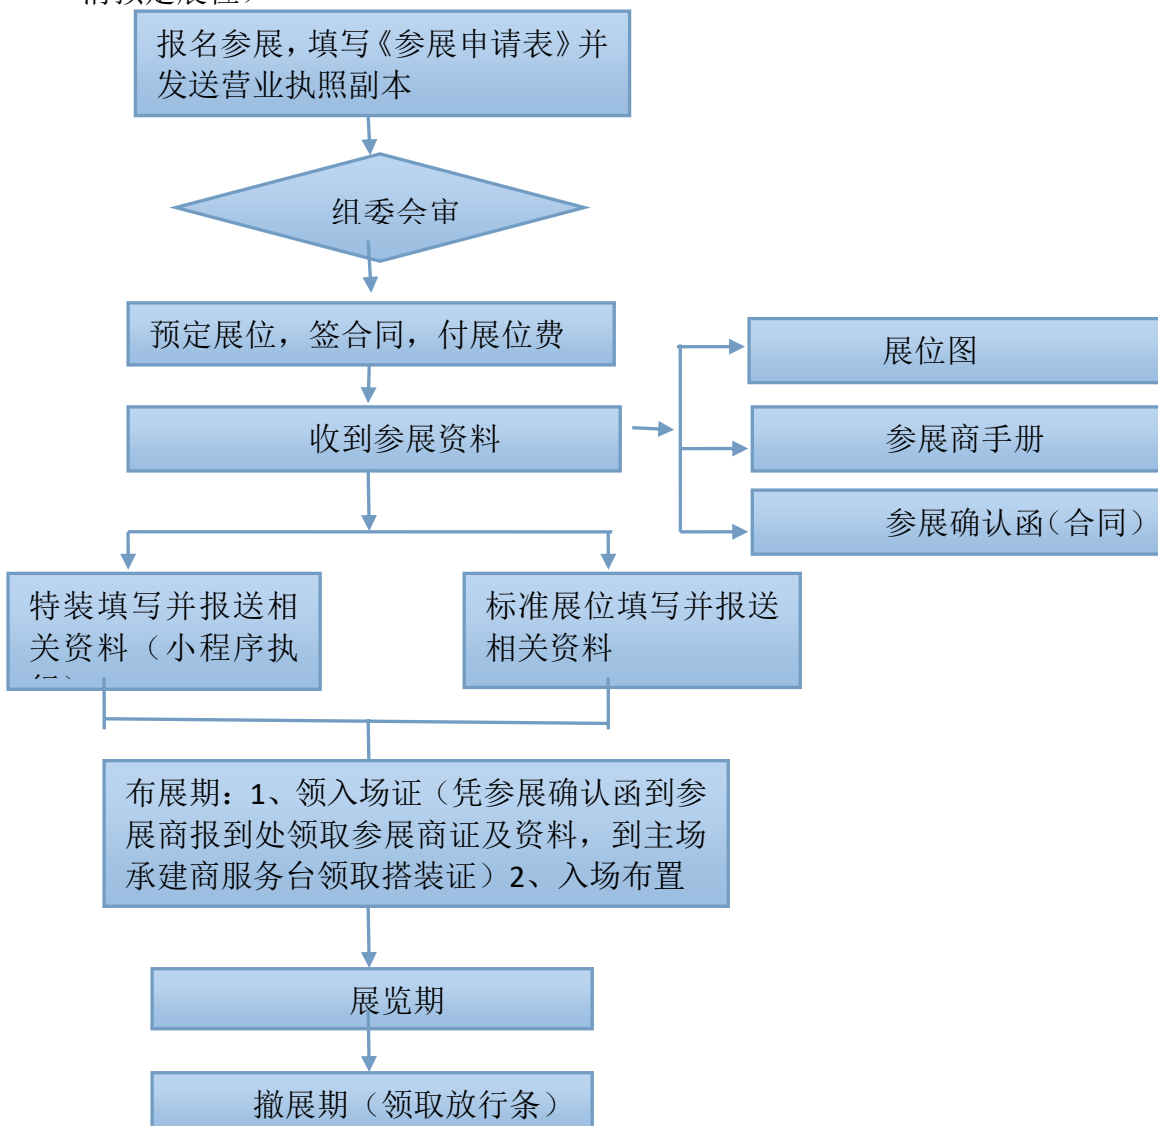 报名参展，填写《参展申请表》并
发送营业执照副本
组委会审
预定展位，签合同，付展位费
展位图
收到参展资料
参展商手册
参展确认函（合同）
特装填写并报送相
关资料（小程序执
标准展位填写并报送
相关资料
布展期：1、领入场证（凭参展确认函到参
展商报到处领取参展商证及资料，到主场
承建商服务台领取搭装证）2、入场布置
展览期
撤展期（领取放行条）